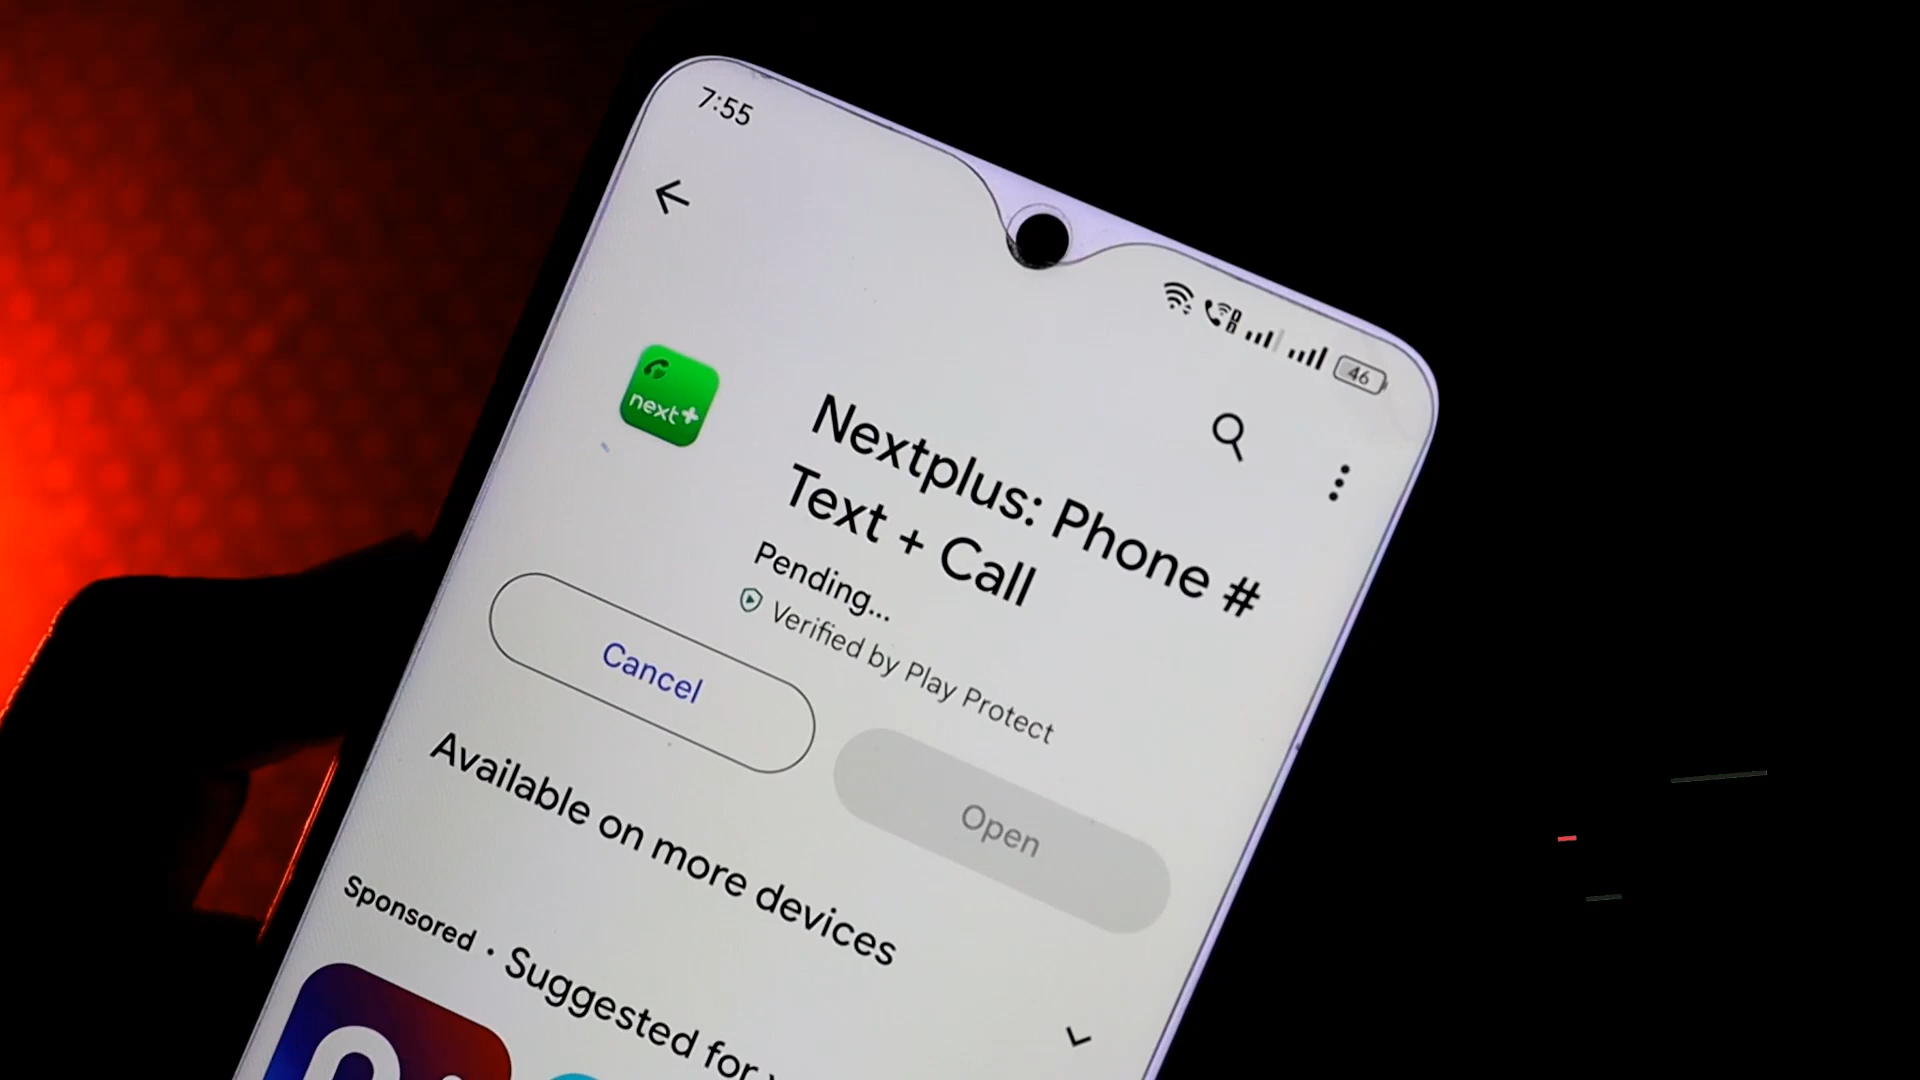 7:55
46
next+
Nextplus: Phone #
Text + Call
Pending...
Verified by Play Protect
Cancel
Open
Available on more devices
Sponsored · Suggested for